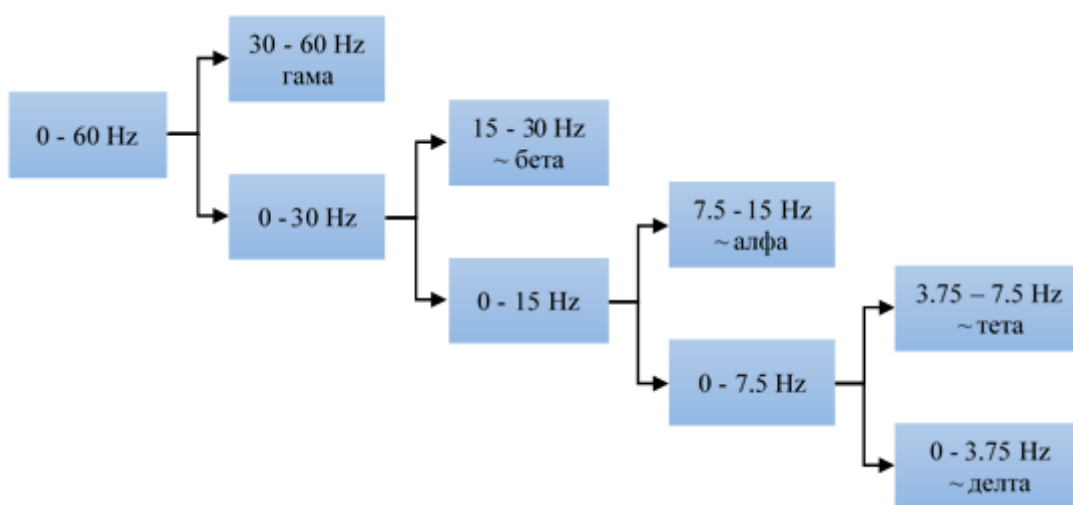 30 - 60 Hz
гама
0 - 60 Hz
15 - 30 Hz
~ бета
0 - 30 Hz
7.5 - 15 Hz
~ алфа
0 - 15 Hz
3.75 – 7.5 Hz
~ тета
0 - 7.5 Hz
0 - 3.75 Hz
~ делта